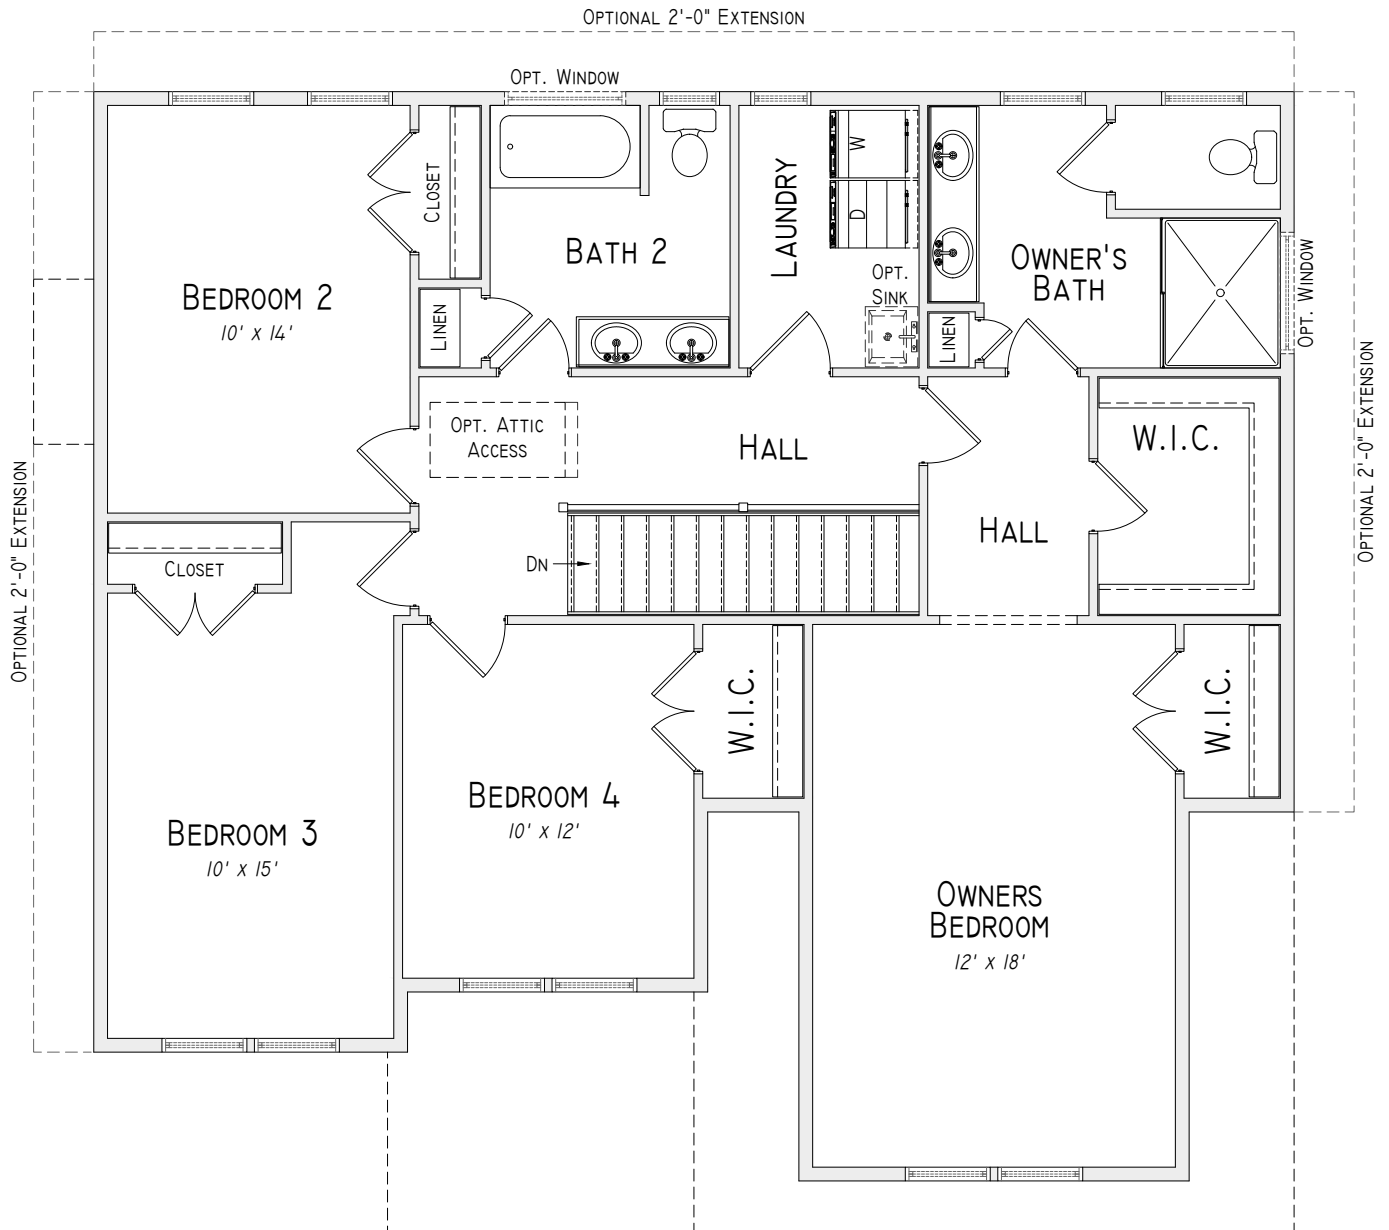 OPTIONAL 2'-0" EXTENSION
OPT. WINDOW
W
D
CLOSET
LAUNDRY
BATH 2
OWNER'S
BATH
OPT.
SINK
OPT. WINDOW
BEDROOM 2
10' X 14'
LINEN
LINEN
OPTIONAL 2'-0" EXTENSION
OPT. ATTIC
ACCESS
HALL
W.I.C.
OPTIONAL 2'-0" EXTENSION
HALL
CLOSET
DN
W.I.C.
W.I.C.
BEDROOM 4
10' X 12'
BEDROOM 3
10' X 15'
OWNERS
BEDROOM
12' X 18'